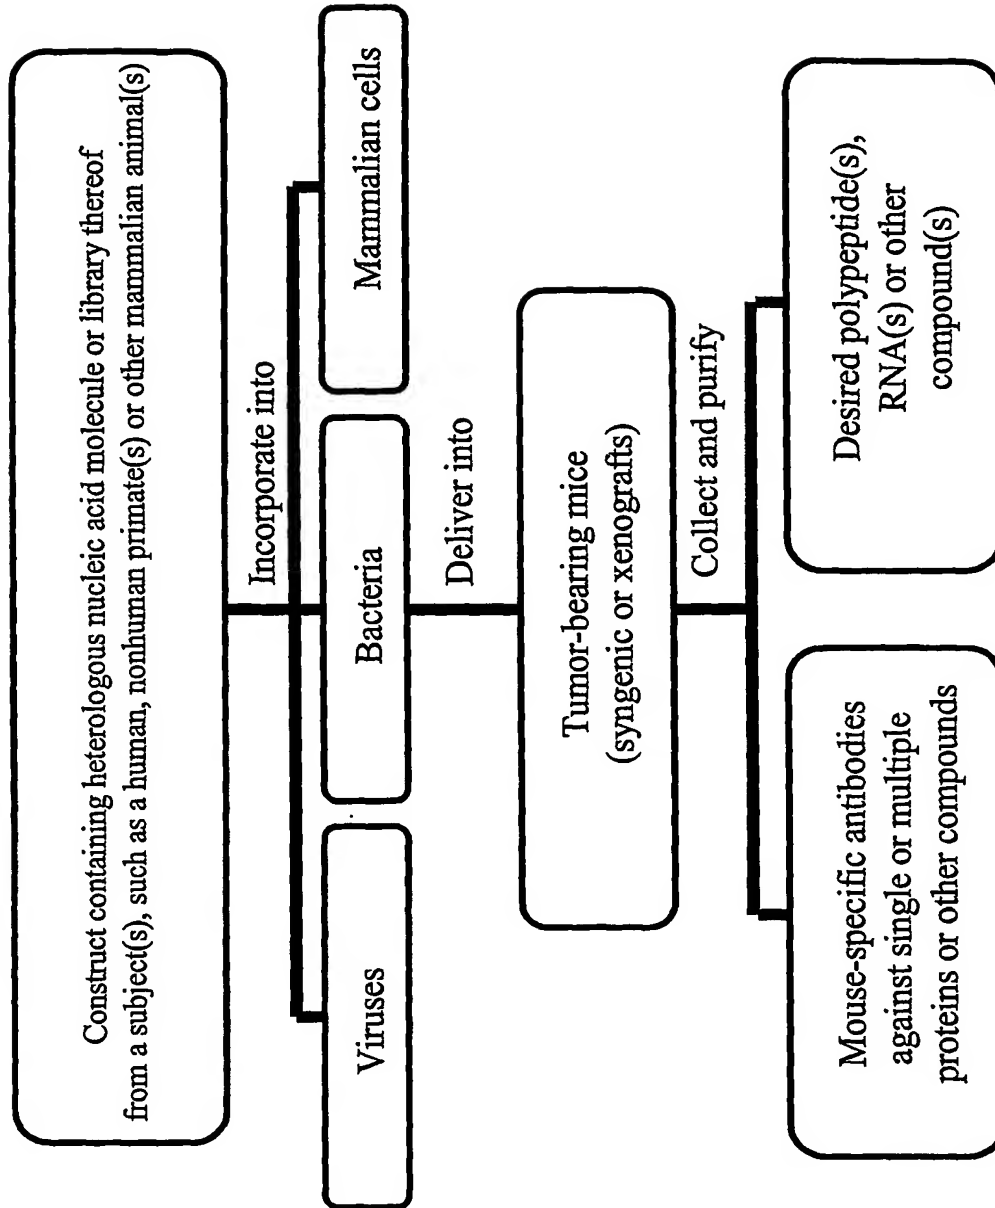 Construct containing heterologous nucleic acid molecule or library thereof
from a subject(s), such as a human, nonhuman primate(s) or other mammalian animal(s)
Incorporate into
Viruses
Bacteria
Mammalian cells
Deliver into
Tumor-bearing mice
(syngenic or xenografts)
Collect and purify
Mouse-specific antibodies
against single or multiple
proteins or other compounds
Desired polypeptide(s),
RNA(s) or other
compound(s)